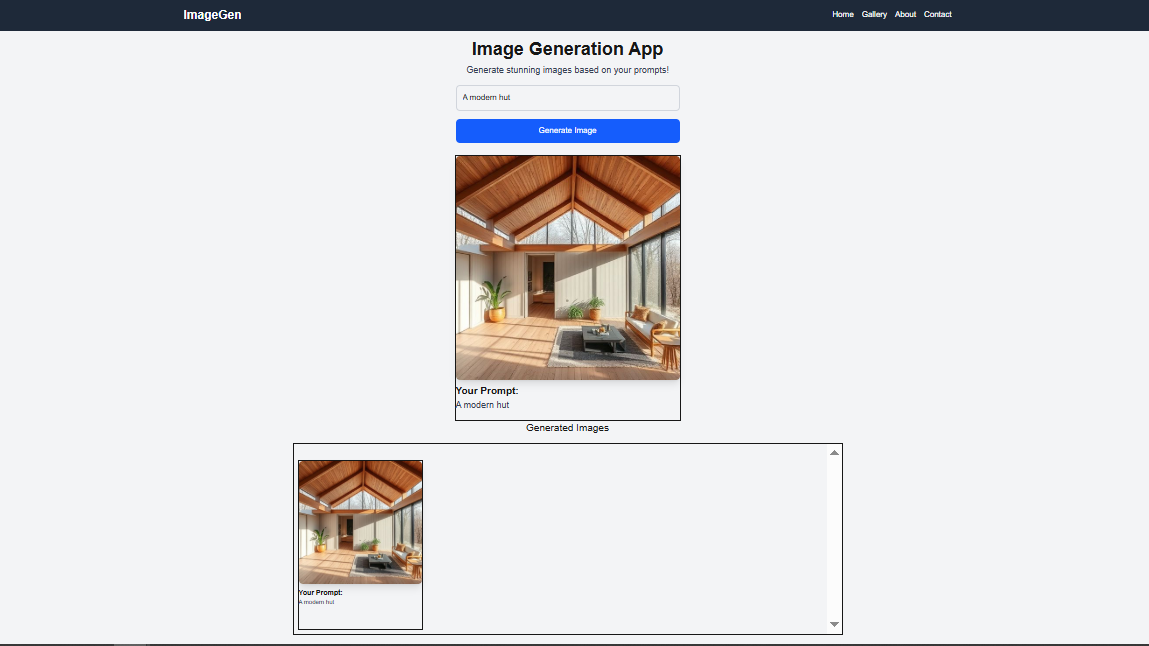 ImageGen
Home Gallery About Contact
Image Generation App
Generate stunning images based on your prompts!
A modern hut
Generate Image
Your Prompt:
A modern hut
Generated Images
Your Prompt:
A modern hut